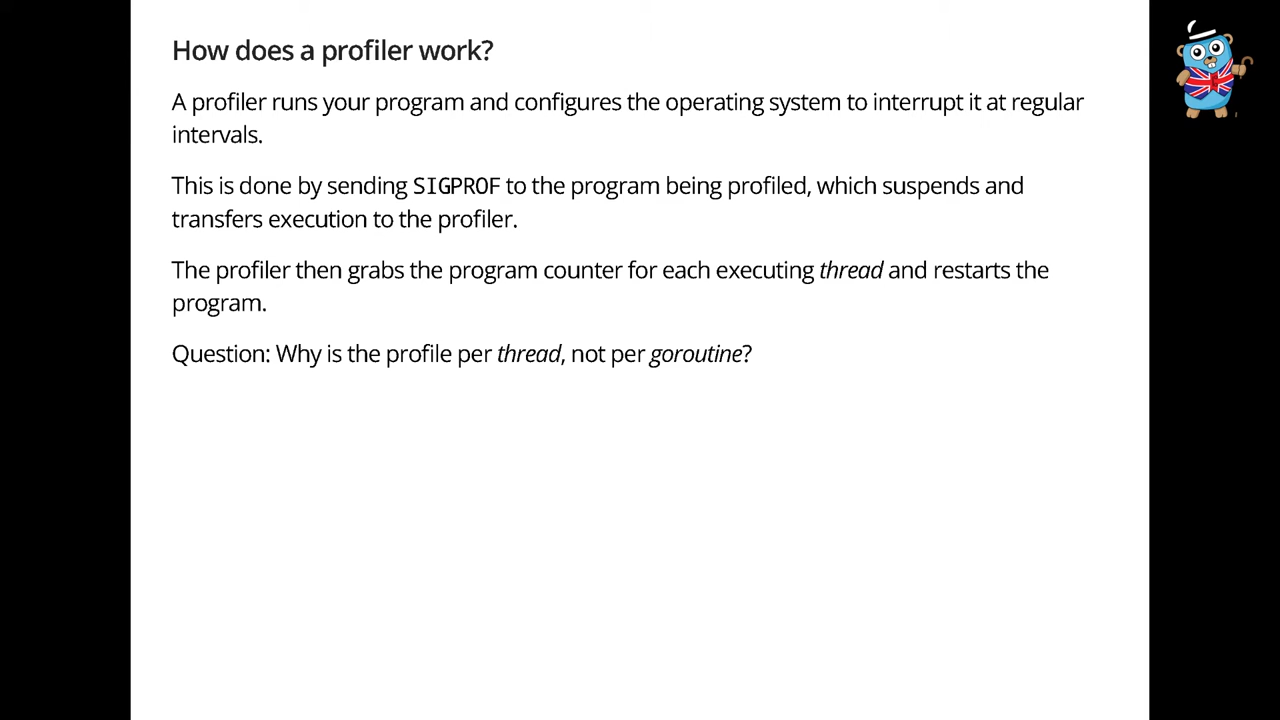 How does a profiler work?
A profiler runs your program and configures the operating system to interrupt it at regular
intervals.
This is done by sending SIGPROF to the program being profiled, which suspends and
transfers execution to the profiler.
The profiler then grabs the program counter for each executing thread and restarts the
program.
Question: Why is the profile per thread, not per goroutine?